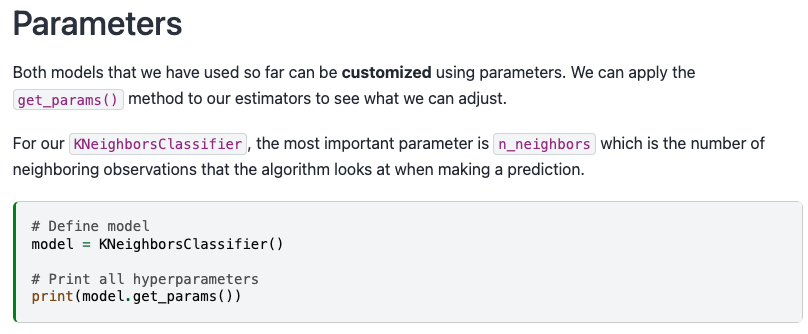 Parameters
Both models that we have used so far can be customized using parameters. We can apply the
get_params() method to our estimators to see what we can adjust.
For our KNeighborsClassifier, the most important parameter is n_neighbors which is the number of
neighboring observations that the algorithm looks at when making a prediction.
# Define model
model = KNeighborsClassifier()
# Print all hyperparameters
print(model.get_params())